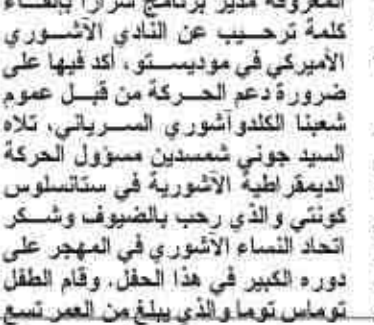 المعروفة مدير برنامج شرارا بإلقاء
كلمة ترحيب عن النادي الآشوري
الأميركي في موديستو، أكد فيها على
ضرورة دعم الحركة من قبل عموم
شعبنا الكلدوآشوري السرياني، تلاه
السيد جوني شمسدين مسؤول الحركة
الديمقراطية الآشورية في ستانسلوس
كونتي والذي رحب بالضيوف وشكر
اتحاد النساء الآشوري في المهجر على
دوره الكبير في هذا الحفل. وقام الطفل
توماس توما والذي يبلغ من العمر تسع